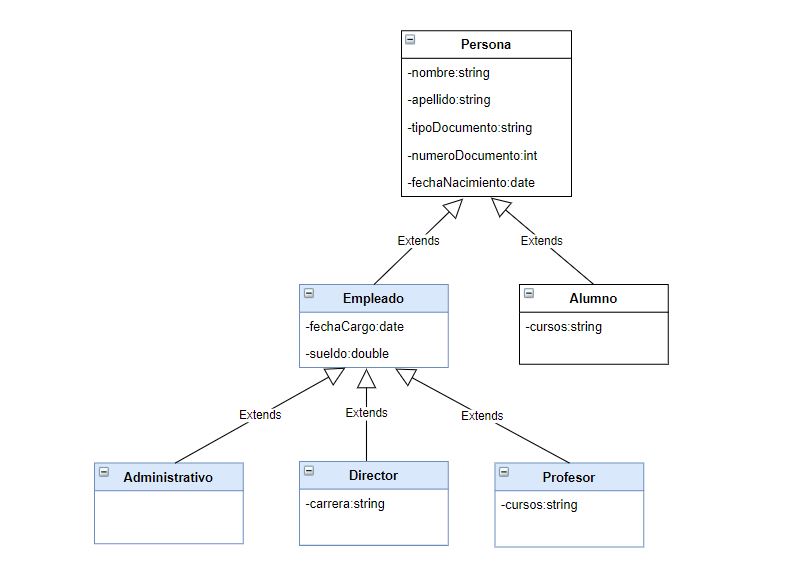 Persona
-nombre:string
-apellido:string
-tipoDocumento:string
-numeroDocumento:int
-fechaNacimiento:date
Extends
Extends
Empleado
-fechaCargo:date
-sueldo:double
Alumno
-cursos:string
Extends
Extends
Extends
Administrativo
Director
-carrera:string
Profesor
-cursos:string